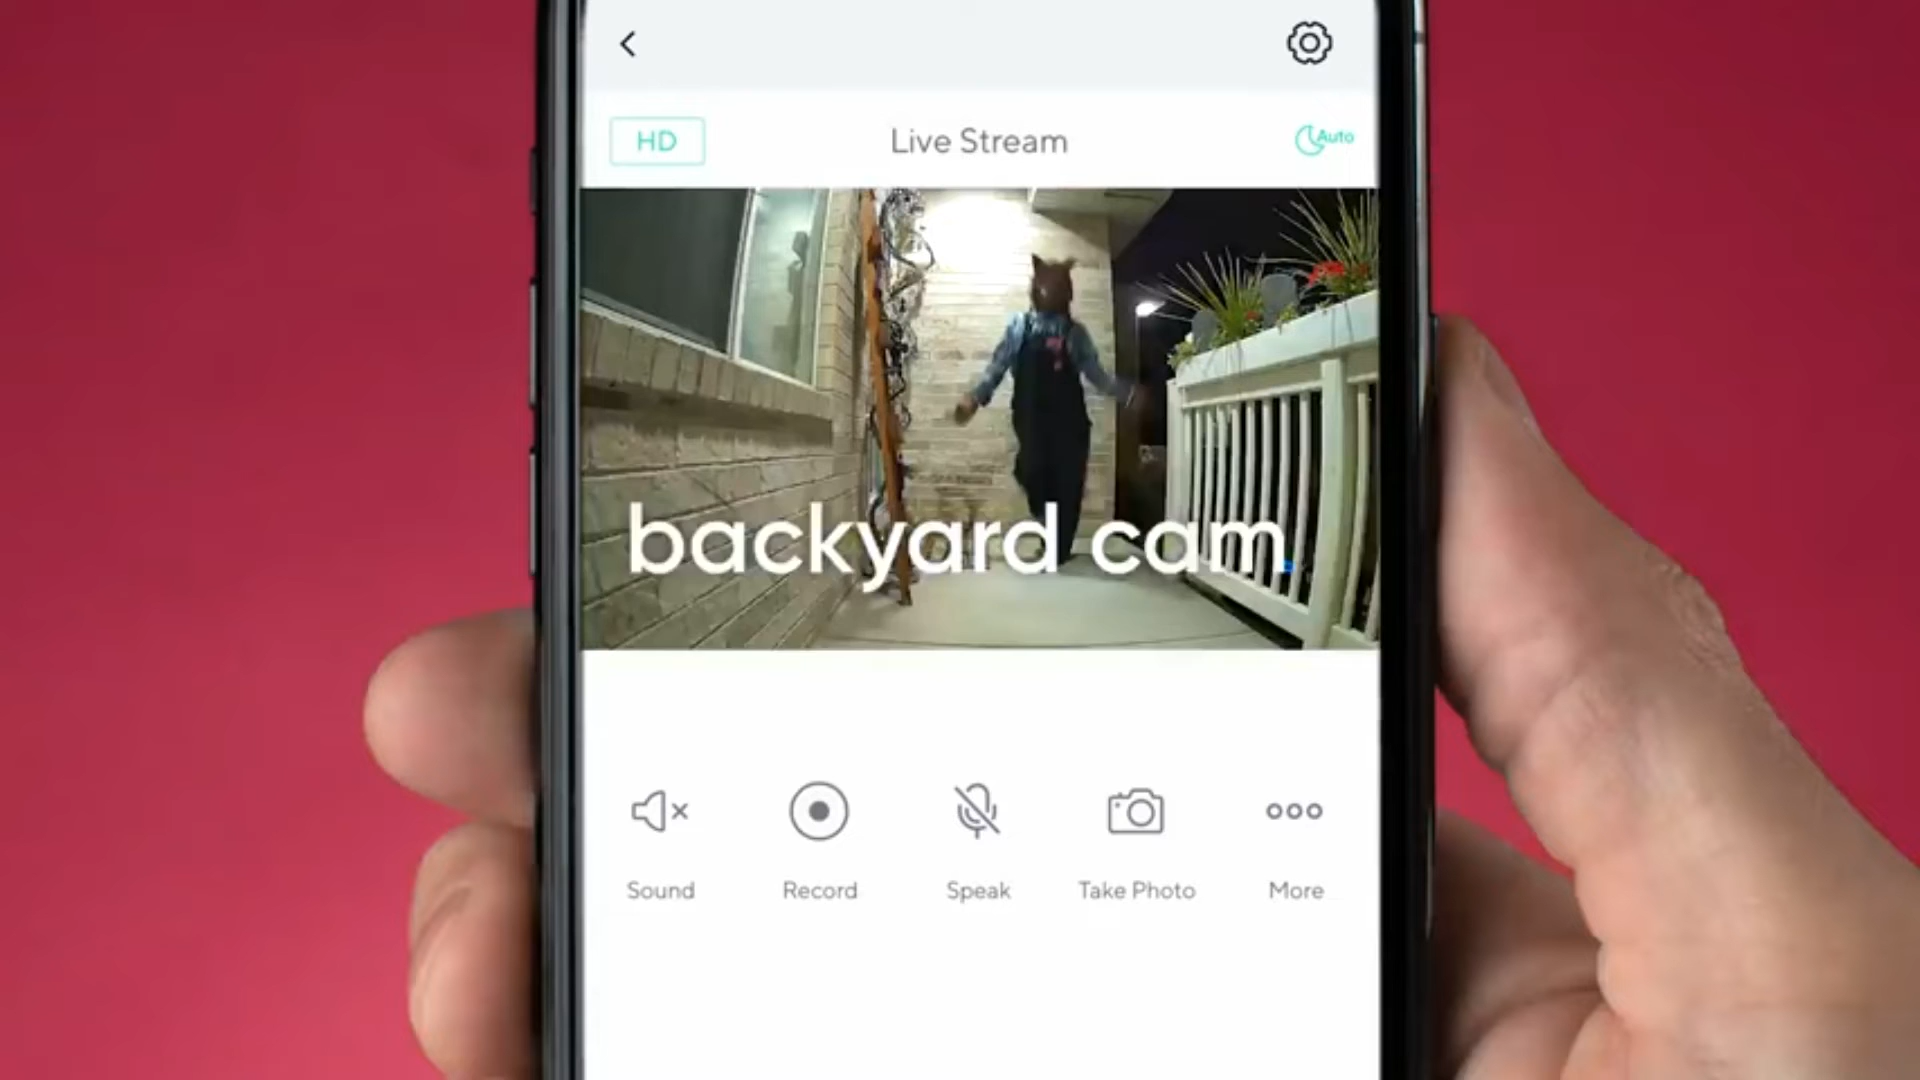 HD
Live Stream
Auto
backyard cam.
Sound
Record
Speak
Take Photo
More